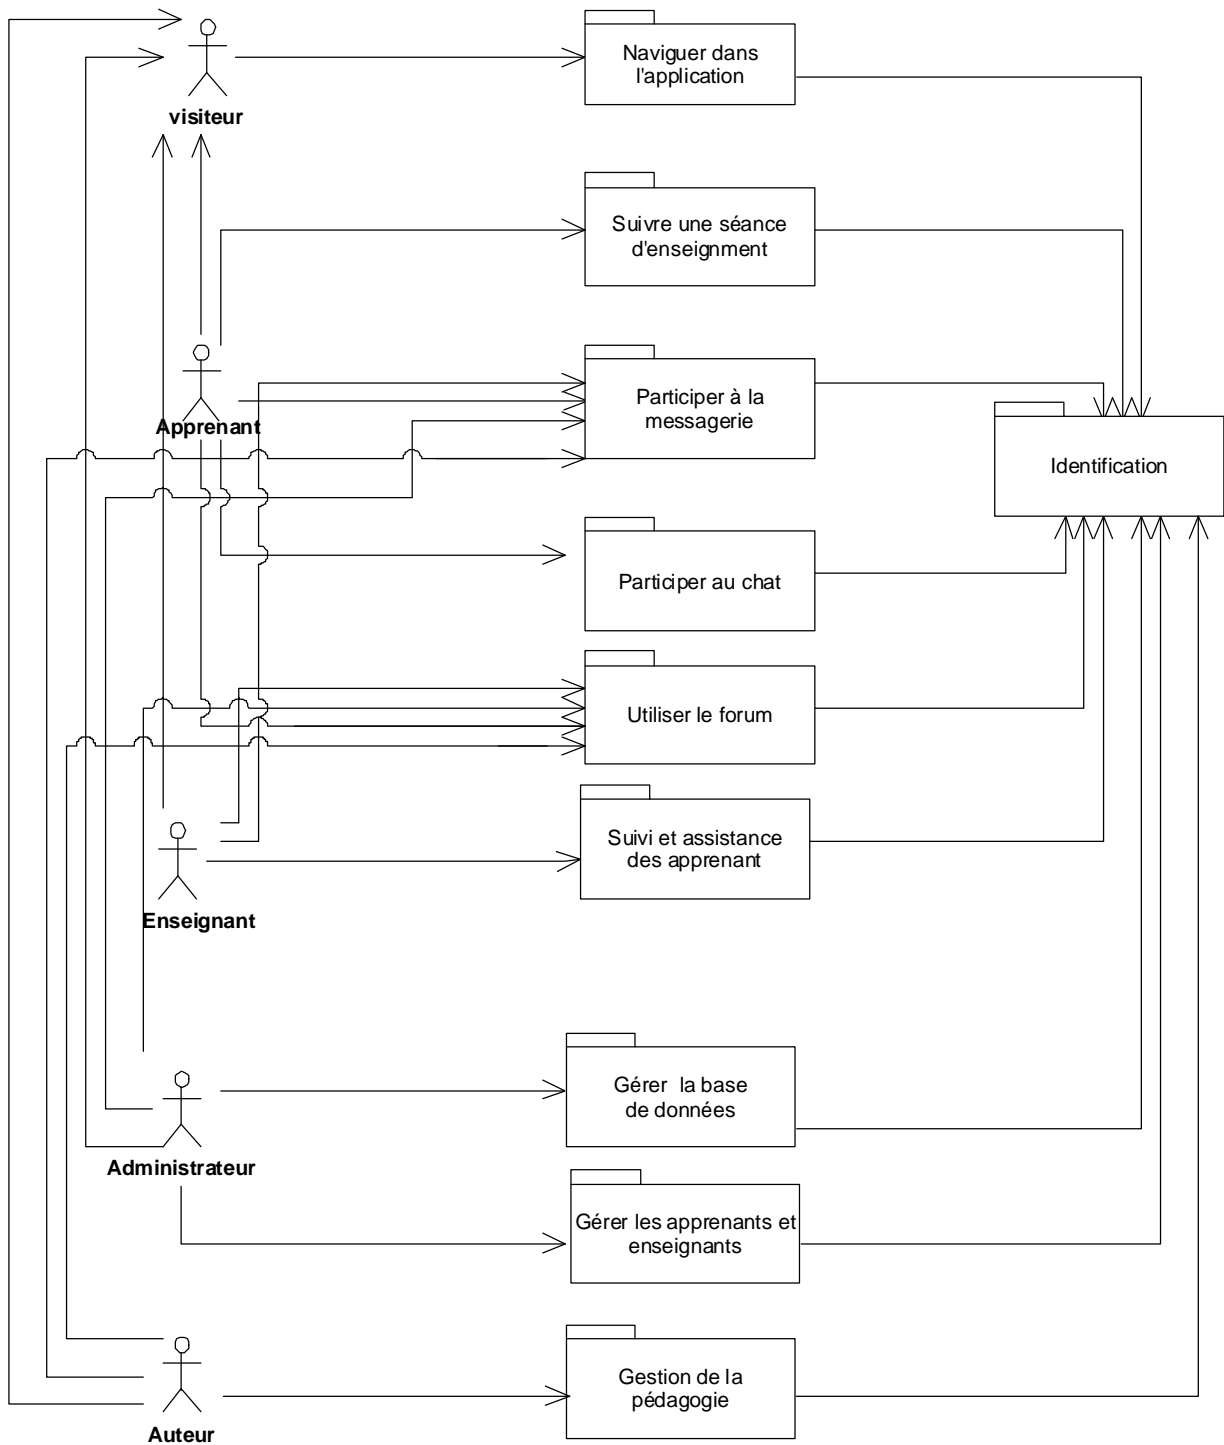 visiteur
Naviguer dans
l'application
Suivre une séance
d'enseignment
Apprenant
Participer à la
messagerie
Identification
Participer au chat
Utiliser le forum
Enseignant
Suivi et assistance
des apprenant
Administrateur
Gérer  la base
de données
Gérer les apprenants et
enseignants
Auteur
Gestion de la
pédagogie